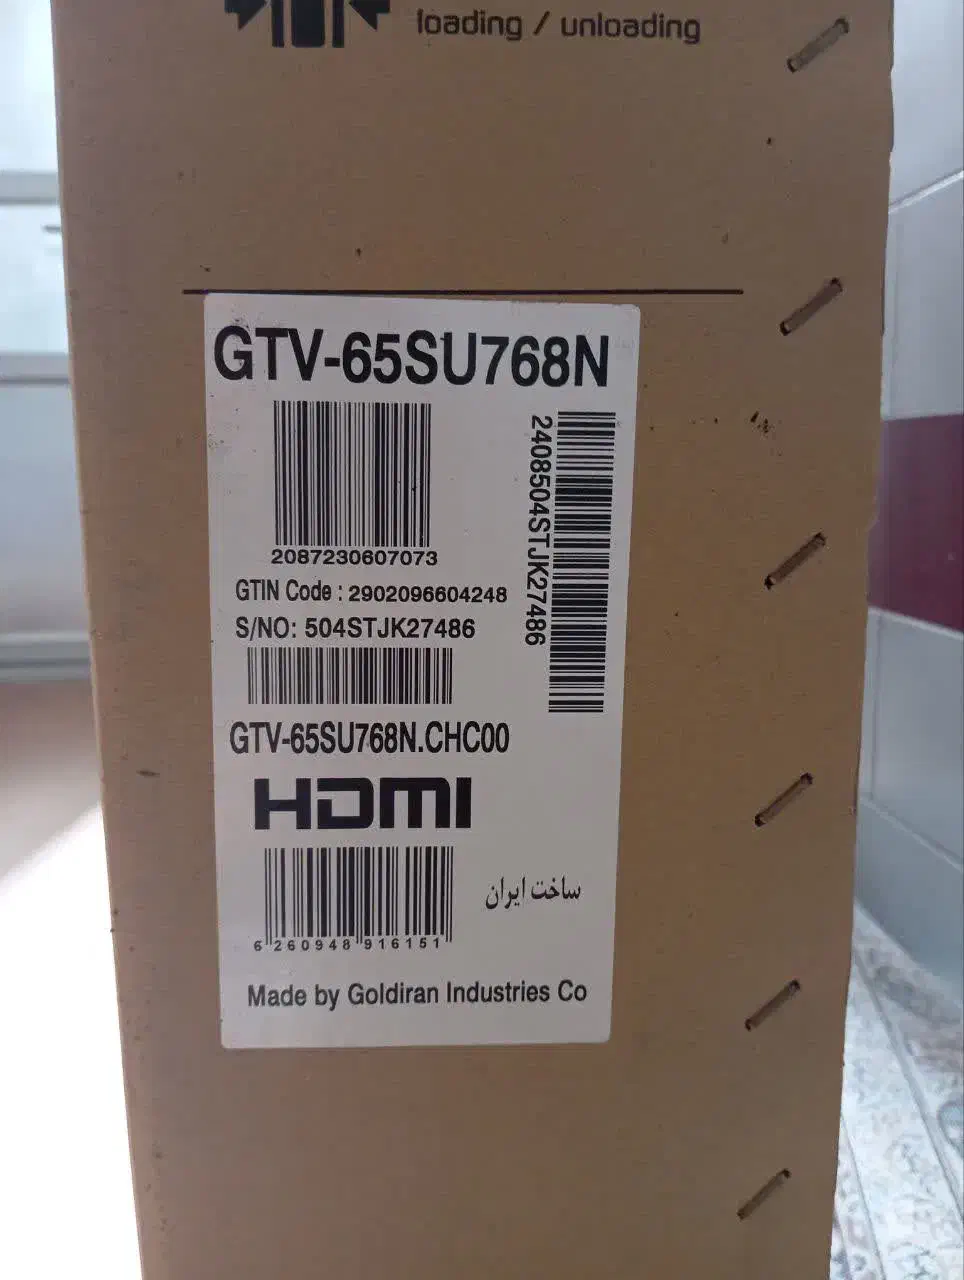 loading / unloading
GTV-65SU768N
2087230607073
2408504STJK27486
GTIN Code : 2902096604248
S/NO: 504STJK27486
GTV-65SU768N.CHC00
HDMI
ساخت ایران
6 260948 916151
Made by Goldiran Industries Co